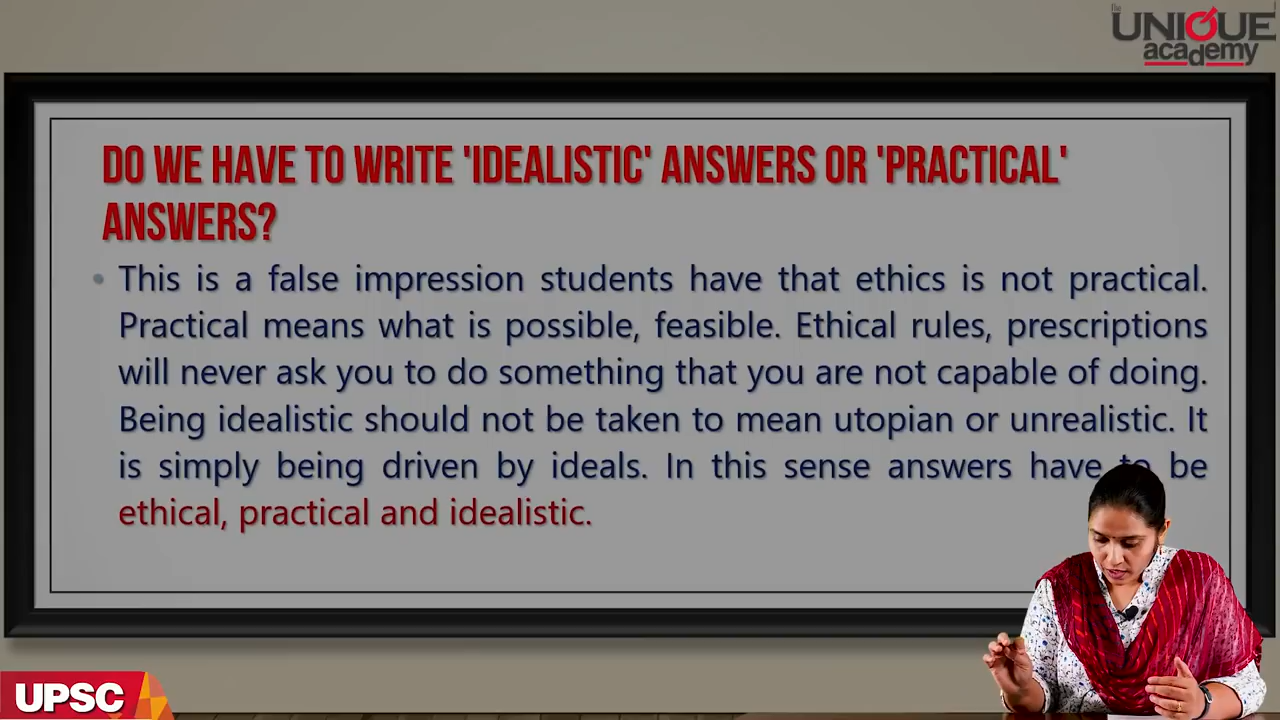 The
UNIQUE
academy
DO WE HAVE TO WRITE 'IDEALISTIC' ANSWERS OR 'PRACTICAL'
ANSWERS?
• This is a false impression students have that ethics is not practical.
Practical means what is possible, feasible. Ethical rules, prescriptions
will never ask you to do something that you are not capable of doing.
Being idealistic should not be taken to mean utopian or unrealistic. It
is simply being driven by ideals. In this sense answers have to be
ethical, practical and idealistic.
UPSC